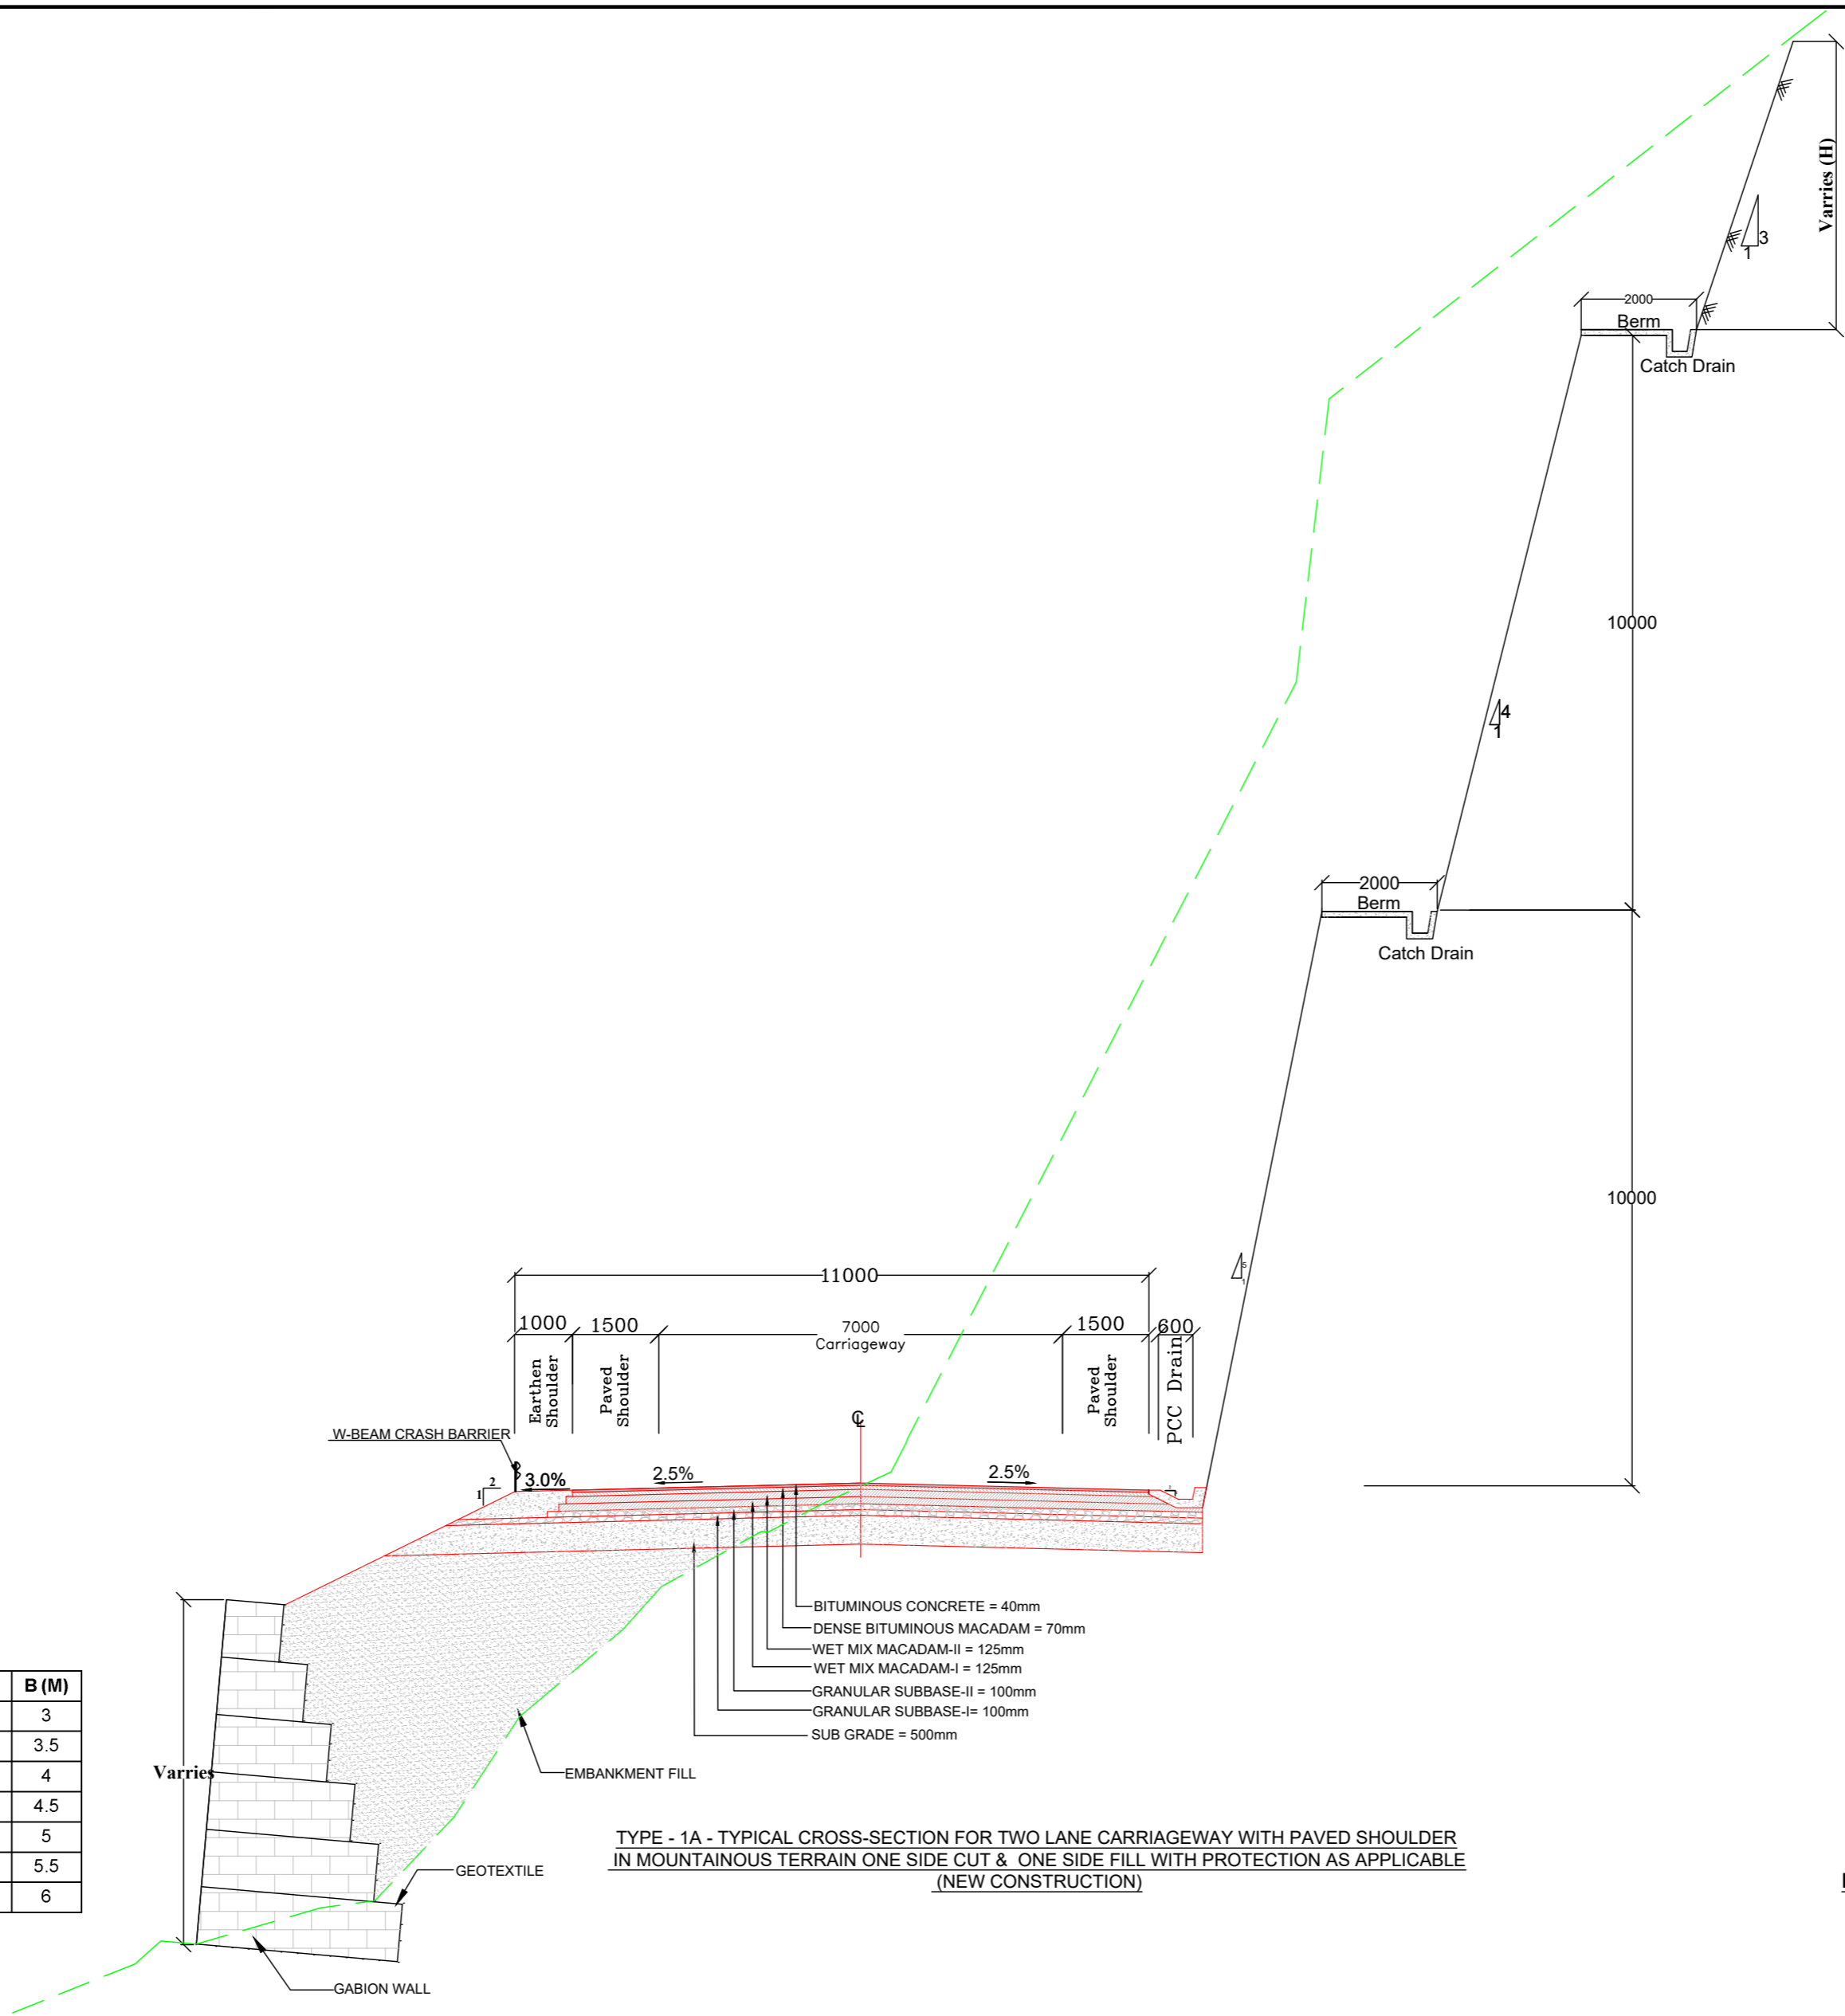 Varries (H)
3
1
2000
Berm
Catch Drain
10000
4
1
2000
Berm
Catch Drain
10000
5
1
11000
1000
1500
7000
Carriageway
1500
600
Earthen
Shoulder
Paved
Shoulder
Paved
Shoulder
PCC Drain
W-BEAM CRASH BARRIER
2
1
3.0%
2.5%
2.5%
BITUMINOUS CONCRETE = 40mm
DENSE BITUMINOUS MACADAM = 70mm
WET MIX MACADAM-II = 125mm
WET MIX MACADAM-I = 125mm
GRANULAR SUBBASE-II = 100mm
GRANULAR SUBBASE-I= 100mm
SUB GRADE = 500mm
B (M)
3
3.5
4
4.5
5
5.5
6
Varries
EMBANKMENT FILL
GEOTEXTILE
GABION WALL
TYPE - 1A - TYPICAL CROSS-SECTION FOR TWO LANE CARRIAGEWAY WITH PAVED SHOULDER
IN MOUNTAINOUS TERRAIN ONE SIDE CUT & ONE SIDE FILL WITH PROTECTION AS APPLICABLE
(NEW CONSTRUCTION)